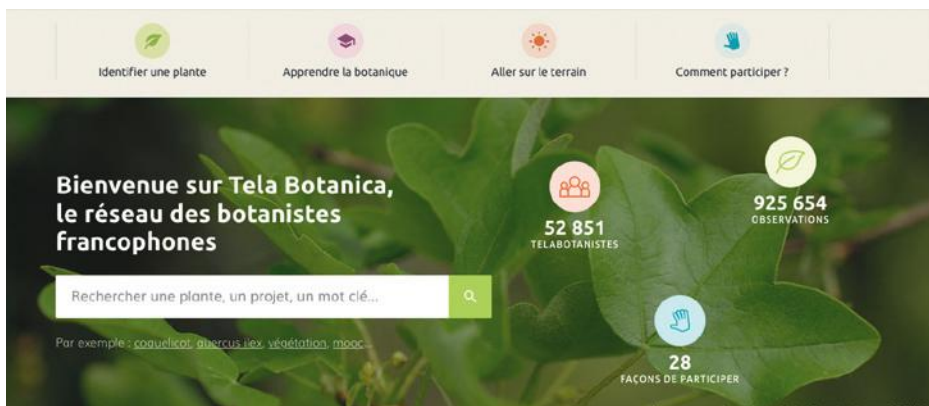 Identifier une plante
Apprendre la botanique
Aller sur le terrain
Comment participer ?
Bienvenue sur Tela Botanica,
le réseau des botanistes
francophones
Rechercher une plante, un projet, un mot clé...
Par exemple : coquelicot, quercus ilex, végétation, mooc...
52 851
TELABOTANISTES
925 654
OBSERVATIONS
28
FAÇONS DE PARTICIPER